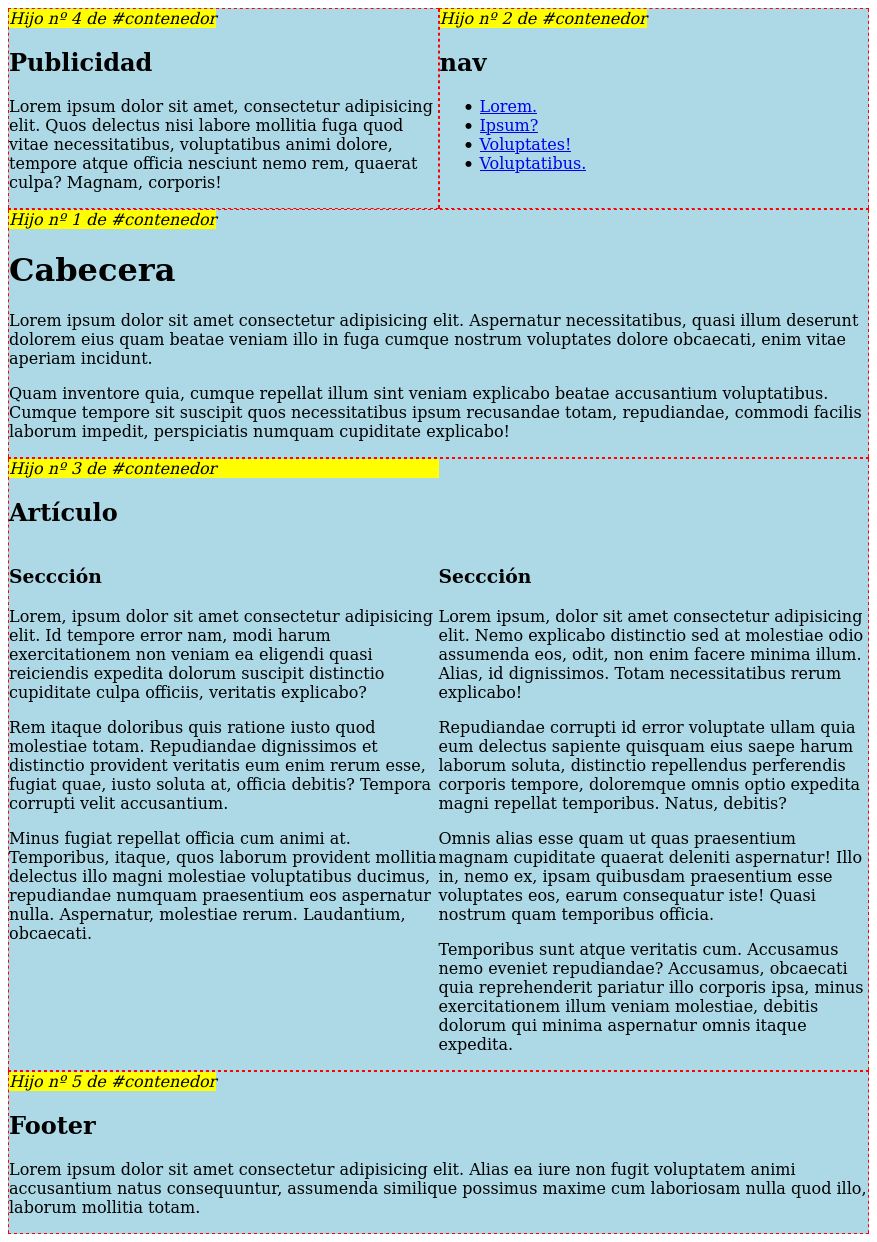 Hijo nº 4 de #contenedor
Publicidad
Lorem ipsum dolor sit amet, consectetur adipisicing
elit. Quos delectus nisi labore mollitia fuga quod
vitae necessitatibus, voluptatibus animi dolore,
tempore atque officia nesciunt nemo rem, quaerat
culpa? Magnam, corporis!
Hijo nº 2 de #contenedor
nav
Lorem.
Ipsum?
Voluptates!
Voluptatibus.
Hijo nº 1 de #contenedor
Cabecera
Lorem ipsum dolor sit amet consectetur adipisicing elit. Aspernatur necessitatibus, quasi illum deserunt
dolorem eius quam beatae veniam illo in fuga cumque nostrum voluptates dolore obcaecati, enim vitae
aperiam incidunt.
Quam inventore quia, cumque repellat illum sint veniam explicabo beatae accusantium voluptatibus.
Cumque tempore sit suscipit quos necessitatibus ipsum recusandae totam, repudiandae, commodi facilis
laborum impedit, perspiciatis numquam cupiditate explicabo!
Hijo nº 3 de #contenedor
Artículo
Seccción
Lorem, ipsum dolor sit amet consectetur adipisicing
elit. Id tempore error nam, modi harum
exercitationem non veniam ea eligendi quasi
reiciendis expedita dolorum suscipit distinctio
cupiditate culpa officiis, veritatis explicabo?
Rem itaque doloribus quis ratione iusto quod
molestiae totam. Repudiandae dignissimos et
distinctio provident veritatis eum enim rerum esse,
fugiat quae, iusto soluta at, officia debitis? Tempora
corrupti velit accusantium.
Minus fugiat repellat officia cum animi at.
Temporibus, itaque, quos laborum provident mollitia
delectus illo magni molestiae voluptatibus ducimus,
repudiandae numquam praesentium eos aspernatur
nulla. Aspernatur, molestiae rerum. Laudantium,
obcaecati.
Seccción
Lorem ipsum, dolor sit amet consectetur adipisicing
elit. Nemo explicabo distinctio sed at molestiae odio
assumenda eos, odit, non enim facere minima illum.
Alias, id dignissimos. Totam necessitatibus rerum
explicabo!
Repudiandae corrupti id error voluptate ullam quia
eum delectus sapiente quisquam eius saepe harum
laborum soluta, distinctio repellendus perferendis
corporis tempore, doloremque omnis optio expedita
magni repellat temporibus. Natus, debitis?
Omnis alias esse quam ut quas praesentium
magnam cupiditate quaerat deleniti aspernatur! Illo
in, nemo ex, ipsam quibusdam praesentium esse
voluptates eos, earum consequatur iste! Quasi
nostrum quam temporibus officia.
Temporibus sunt atque veritatis cum. Accusamus
nemo eveniet repudiandae? Accusamus, obcaecati
quia reprehenderit pariatur illo corporis ipsa, minus
exercitationem illum veniam molestiae, debitis
dolorum qui minima aspernatur omnis itaque
expedita.
Hijo nº 5 de #contenedor
Footer
Lorem ipsum dolor sit amet consectetur adipisicing elit. Alias ea iure non fugit voluptatem animi
accusantium natus consequuntur, assumenda similique possimus maxime cum laboriosam nulla quod illo,
laborum mollitia totam.